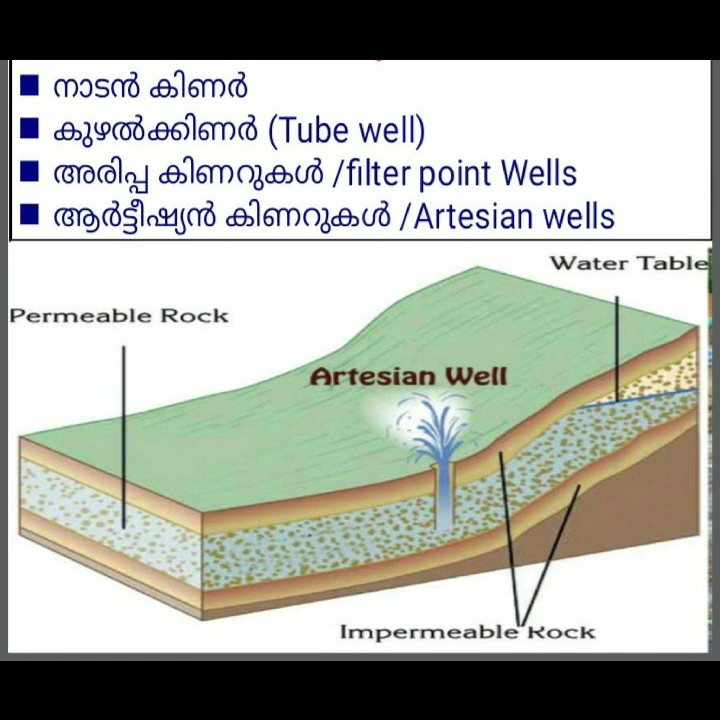 ■ നാടൻ കിണർ
■ കുഴൽക്കിണർ (Tube well)
■ അരിപ്പ കിണറുകൾ /filter point Wells
■ ആർട്ടീഷ്യൻ കിണറുകൾ /Artesian wells
Water Table
Permeable Rock
Artesian Well
Impermeable Rock